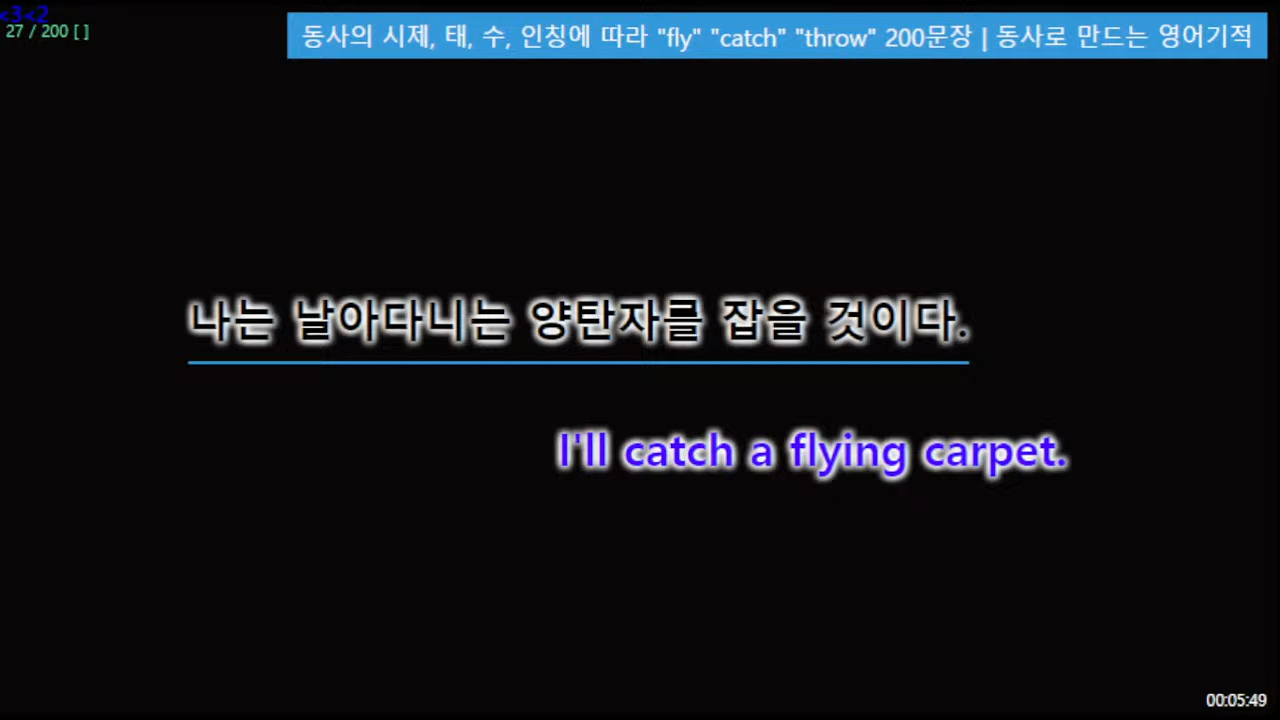 <3<2
27 / 200 [ ]
동사의 시제, 태, 수, 인칭에 따라 "fly" "catch" "throw" 200문장 | 동사로 만드는 영어기적
나는 날아다니는 양탄자를 잡을 것이다.
I'll catch a flying carpet.
00:05:49